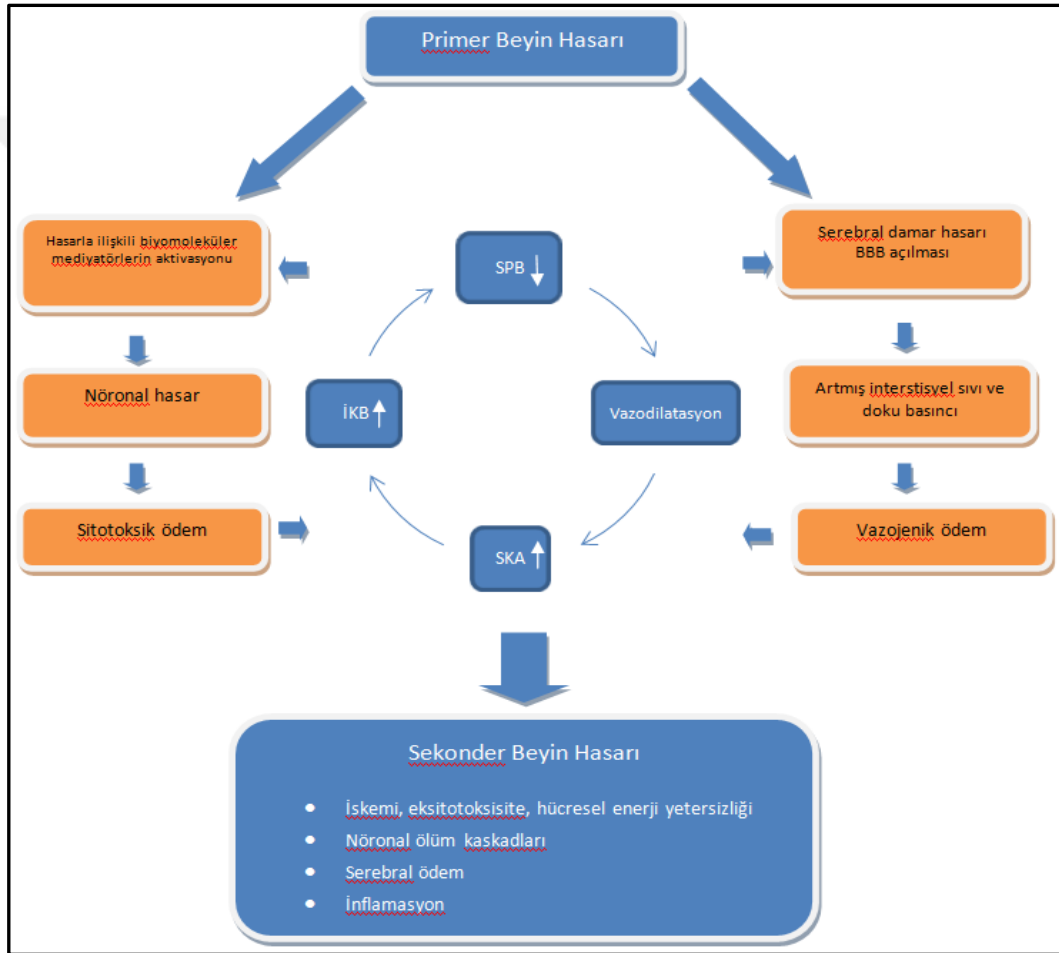 Primer Beyin Hasarı
Hasarla ilişkili biyomoleküler
mediyatörlerin aktivasyonu
SPB ↓
Serebral damar hasarı
BBB açılması
Nöronal hasar
İKB ↑
Vazodilatasyon
Artmış interstisyel sıvı ve
doku basıncı
Sitotoksik ödem
SKA ↑
Vazojenik ödem
Sekonder Beyin Hasarı
• İskemi, eksitotoksisite, hücresel enerji yetersizliği
• Nöronal ölüm kaskadları
• Serebral ödem
• İnflamasyon